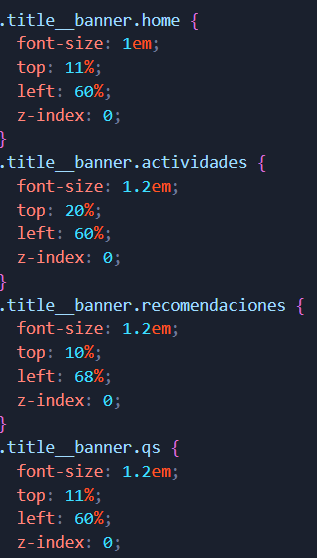 .title__banner.home {
  font-size: 1em;
  top: 11%;
  left: 60%;
  z-index: 0;
}
.title__banner.actividades {
  font-size: 1.2em;
  top: 20%;
  left: 60%;
  z-index: 0;
}
.title__banner.recomendaciones {
  font-size: 1.2em;
  top: 10%;
  left: 68%;
  z-index: 0;
}
.title__banner.qs {
  font-size: 1.2em;
  top: 11%;
  left: 60%;
  z-index: 0;